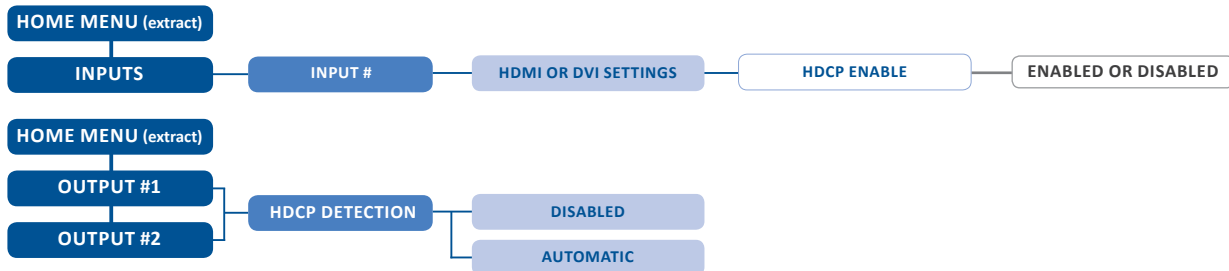 HOME MENU (extract)
INPUTS
INPUT #
HDMI OR DVI SETTINGS
HDCP ENABLE
ENABLED OR DISABLED
HOME MENU (extract)
OUTPUT #1
OUTPUT #2
HDCP DETECTION
DISABLED
AUTOMATIC